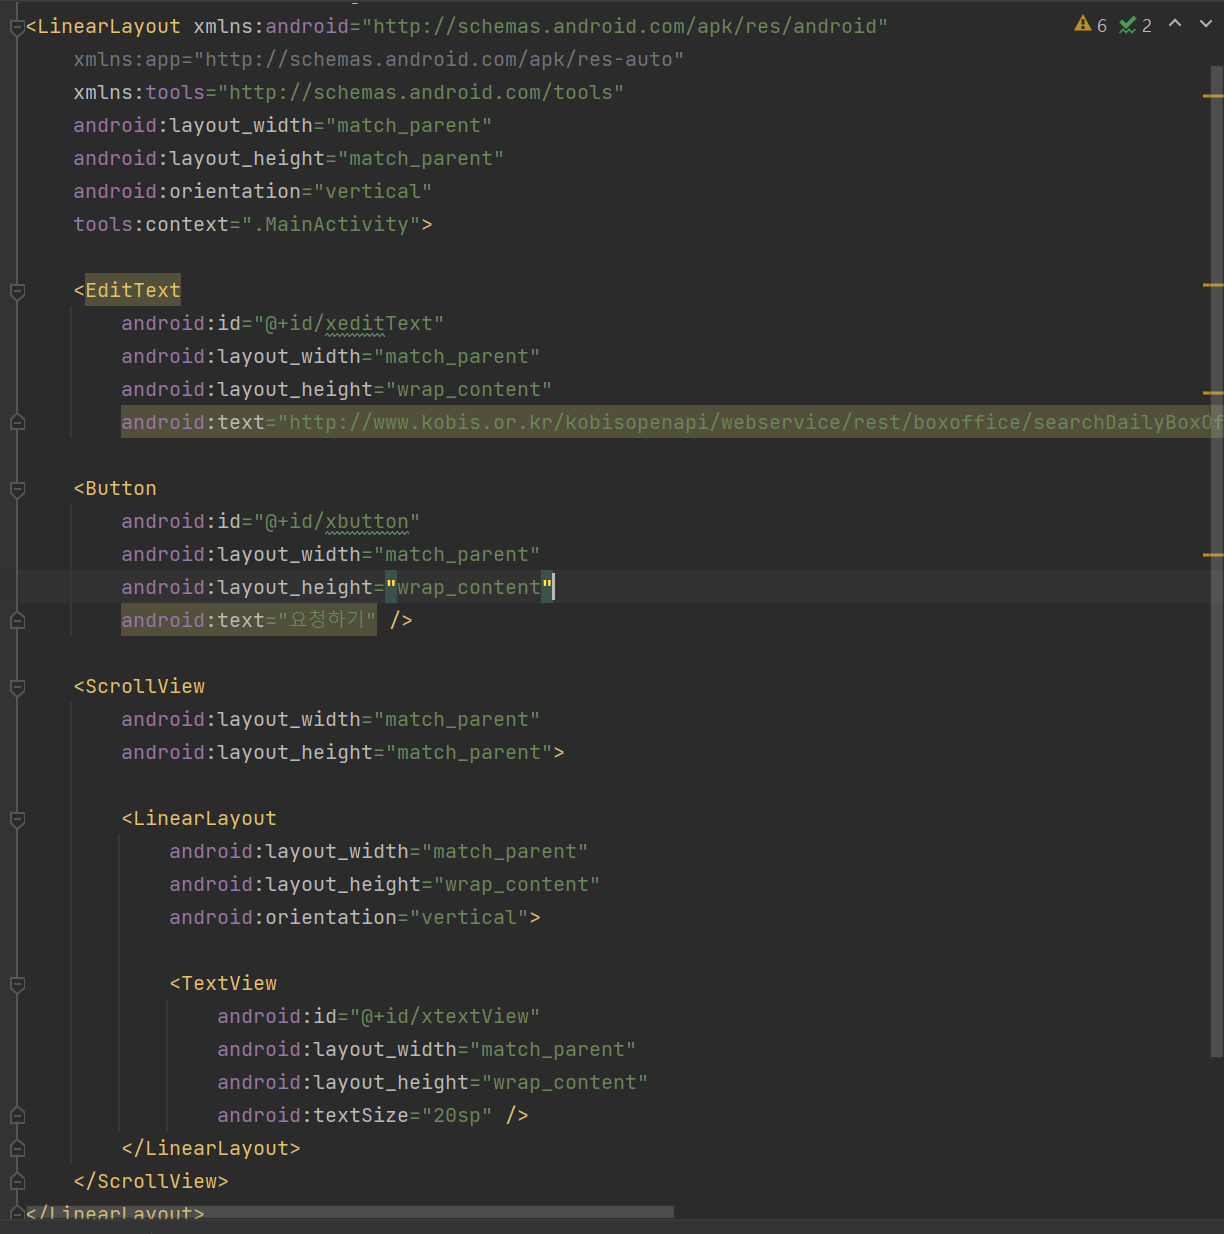 <LinearLayout xmlns:android="http://schemas.android.com/apk/res/android"
6 2
xmlns:app="http://schemas.android.com/apk/res-auto"
xmlns:tools="http://schemas.android.com/tools"
android:layout_width="match_parent"
android:layout_height="match_parent"
android:orientation="vertical"
tools:context=".MainActivity">
<EditText
android:id="@+id/xeditText"
android:layout_width="match_parent"
android:layout_height="wrap_content"
android:text="http://www.kobis.or.kr/kobisopenapi/webservice/rest/boxoffice/searchDailyBoxOf
<Button
android:id="@+id/xbutton"
android:layout_width="match_parent"
android:layout_height="wrap_content"
android:text="요청하기" />
<ScrollView
android:layout_width="match_parent"
android:layout_height="match_parent">
<LinearLayout
android:layout_width="match_parent"
android:layout_height="wrap_content"
android:orientation="vertical">
<TextView
android:id="@+id/xtextView"
android:layout_width="match_parent"
android:layout_height="wrap_content"
android:textSize="20sp" />
</LinearLayout>
</ScrollView>
</LinearLayout>